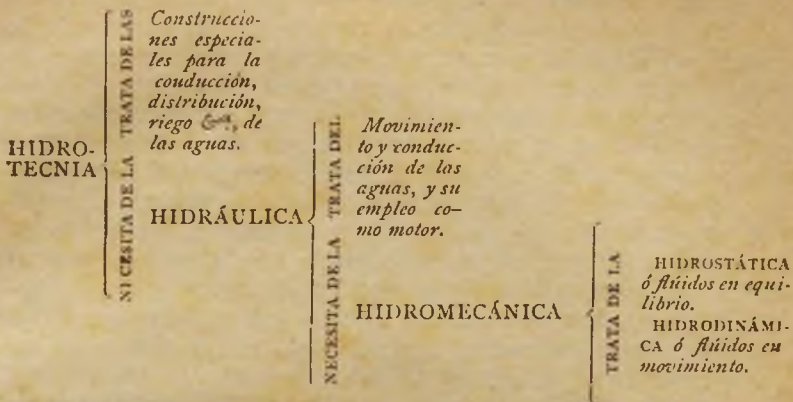 HIDRO-
TECNIA
TRATA DE LAS
Construccio-
nes especia-
les para la
conducción,
distribución,
riego &ª, de
las aguas.
NECESITA DE LA
HIDRÁULICA
TRATA DEL
Movimien-
to y conduc-
ción de las
aguas, y su
empleo co-
mo motor.
NECESITA DE LA
HIDROMECÁNICA
TRATA DE LA
HIDROSTÁTICA
ó flúidos en equi-
librio.
HIDRODINÁMI-
CA ó flúidos en
movimiento.